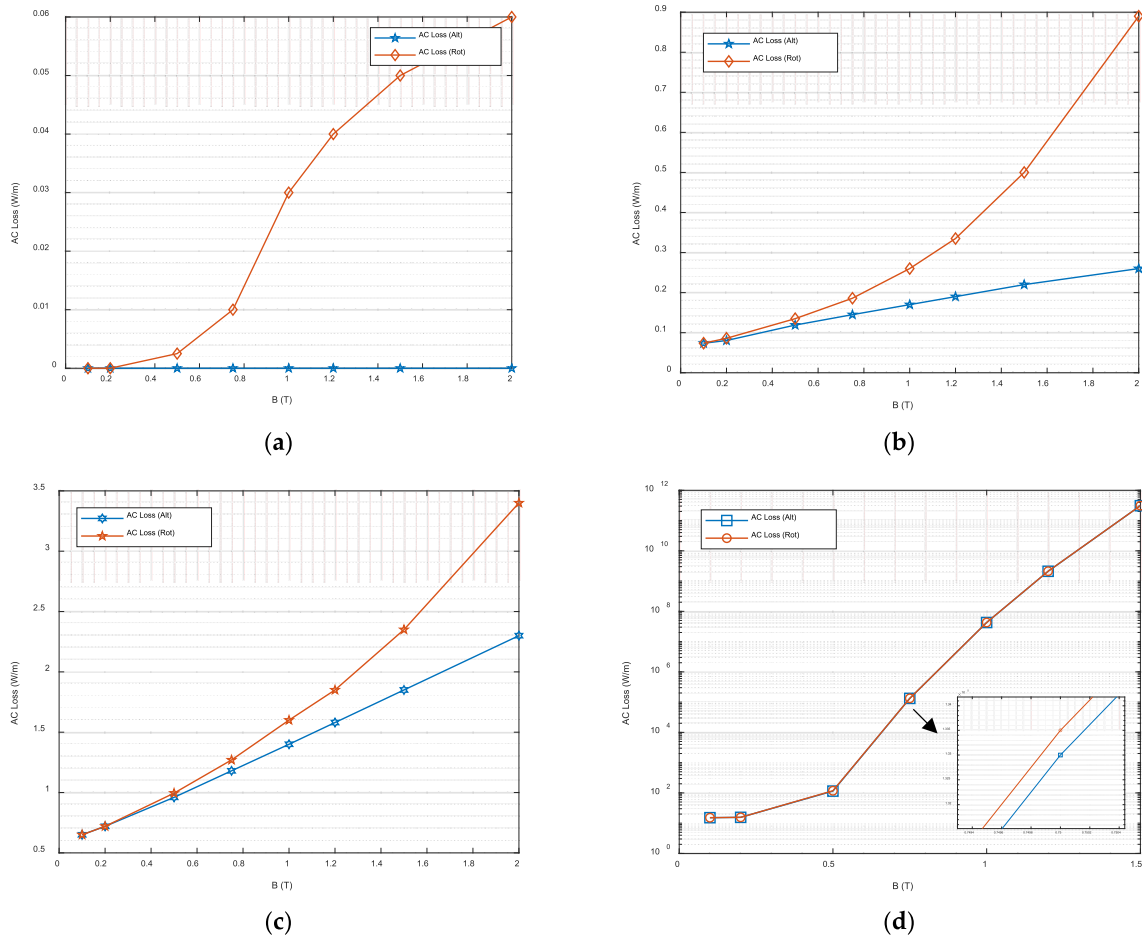 0.06
0.05
0.04
0.03
0.02
0.01
0
AC Loss (W/m)
AC Loss (Alt)
AC Loss (Rot)
0 0.2 0.4 0.6 0.8 1 1.2 1.4 1.6 1.8 2
B (T)
(a)
0.9
0.8
0.7
0.6
0.5
0.4
0.3
0.2
0.1
0
AC Loss (W/m)
AC Loss (Alt)
AC Loss (Rot)
0 0.2 0.4 0.6 0.8 1 1.2 1.4 1.6 1.8 2
B (T)
(b)
3.5
3
2.5
2
1.5
1
0.5
AC Loss (W/m)
AC Loss (Alt)
AC Loss (Rot)
0 0.2 0.4 0.6 0.8 1 1.2 1.4 1.6 1.8 2
B (T)
(c)
10 12
10 10
10 8
10 6
10 4
10 2
10 0
AC Loss (W/m)
AC Loss (Alt)
AC Loss (Rot)
0 0.5 1 1.5
B (T)
(d)